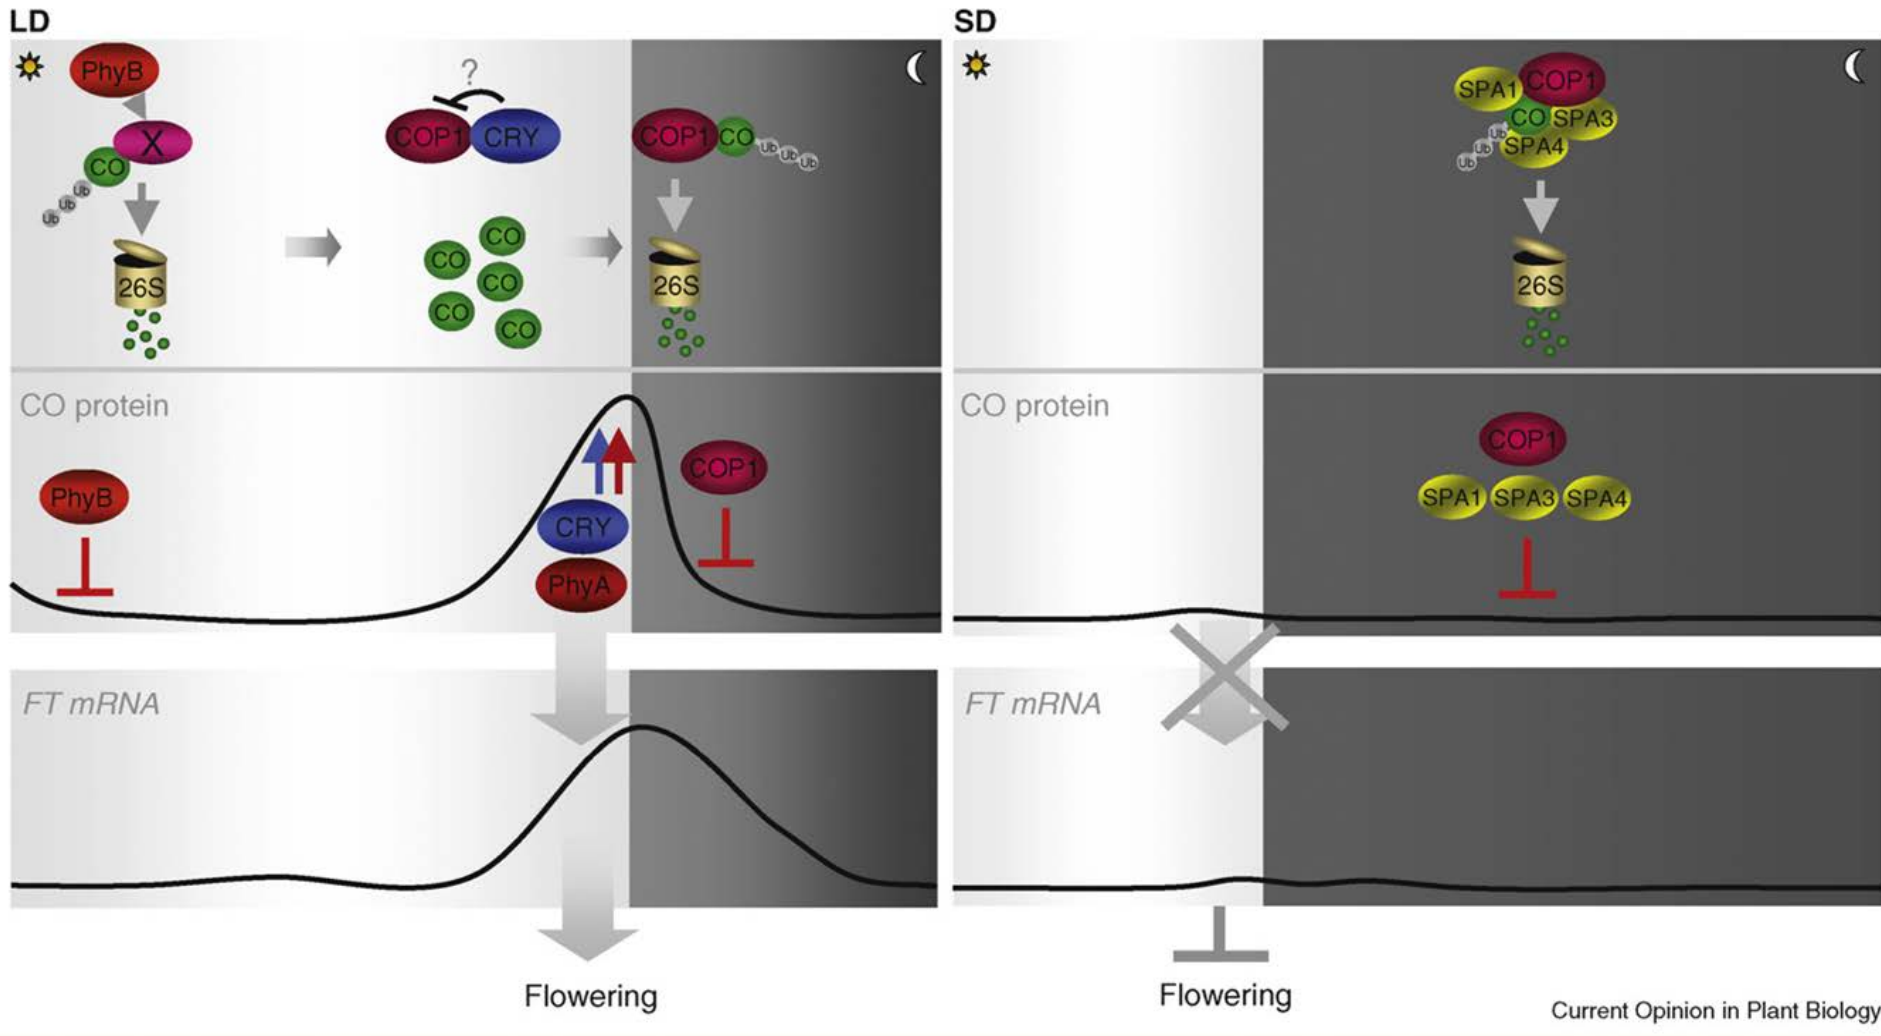 LD
PhyB
X
CO
Ub
Ub
Ub
26S
?
COP1 CRY
CO
CO
CO
CO
CO
COP1 CO
Ub
Ub
Ub
26S
CO protein
PhyB
CRY
PhyA
COP1
FT mRNA
Flowering
SD
SPA1 COP1
CO SPA3
SPA4
Ub
Ub
Ub
26S
CO protein
COP1
SPA1 SPA3 SPA4
FT mRNA
Flowering
Current Opinion in Plant Biology